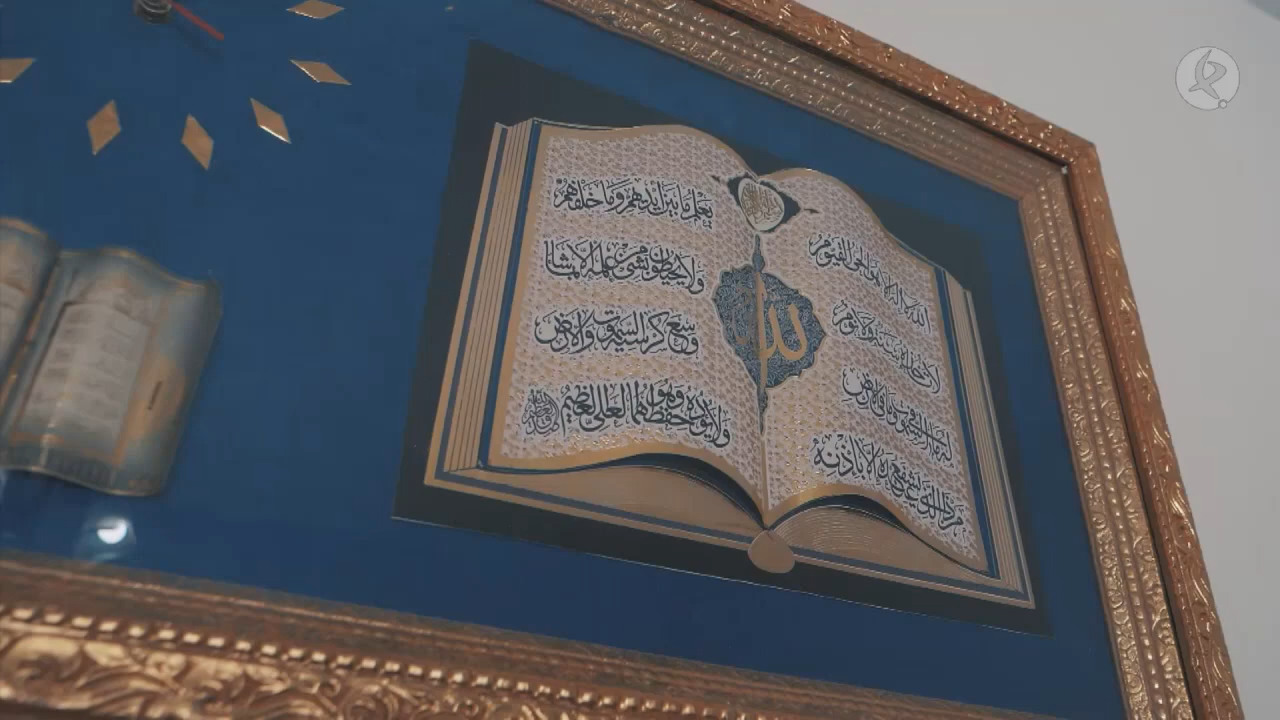 الله لا إله إلا هو الحي القيوم
لا تأخذه سنة ولا نوم
له ما في السموات وما في الأرض
من ذا الذي يشفع عنده إلا بإذنه
يعلم ما بين أيديهم وما خلفهم
ولا يحيطون بشيء من علمه إلا بما شاء
وسع كرسيه السموات والأرض
ولا يؤده حفظهما وهو العلي العظيم
الله